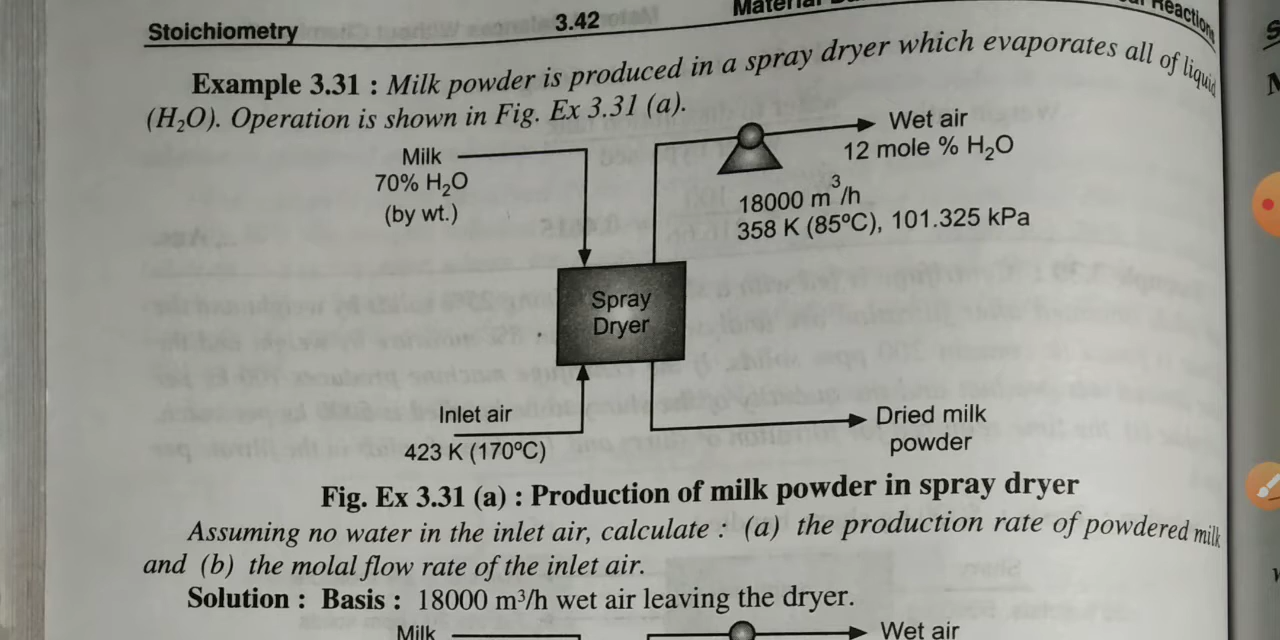 Stoichiometry
3.42
Example 3.31 : Milk powder is produced in a spray dryer which evaporates all of liquid
(H₂O). Operation is shown in Fig. Ex 3.31 (a).
Milk
70% H₂O
(by wt.)
Wet air
12 mole % H₂O
18000 m³/h
358 K (85ºC), 101.325 kPa
Spray
Dryer
Inlet air
423 K (170ºC)
Dried milk
powder
Fig. Ex 3.31 (a) : Production of milk powder in spray dryer
Assuming no water in the inlet air, calculate : (a) the production rate of powdered milk
and (b) the molal flow rate of the inlet air.
Solution : Basis : 18000 m³/h wet air leaving the dryer.
Milk
Wet air